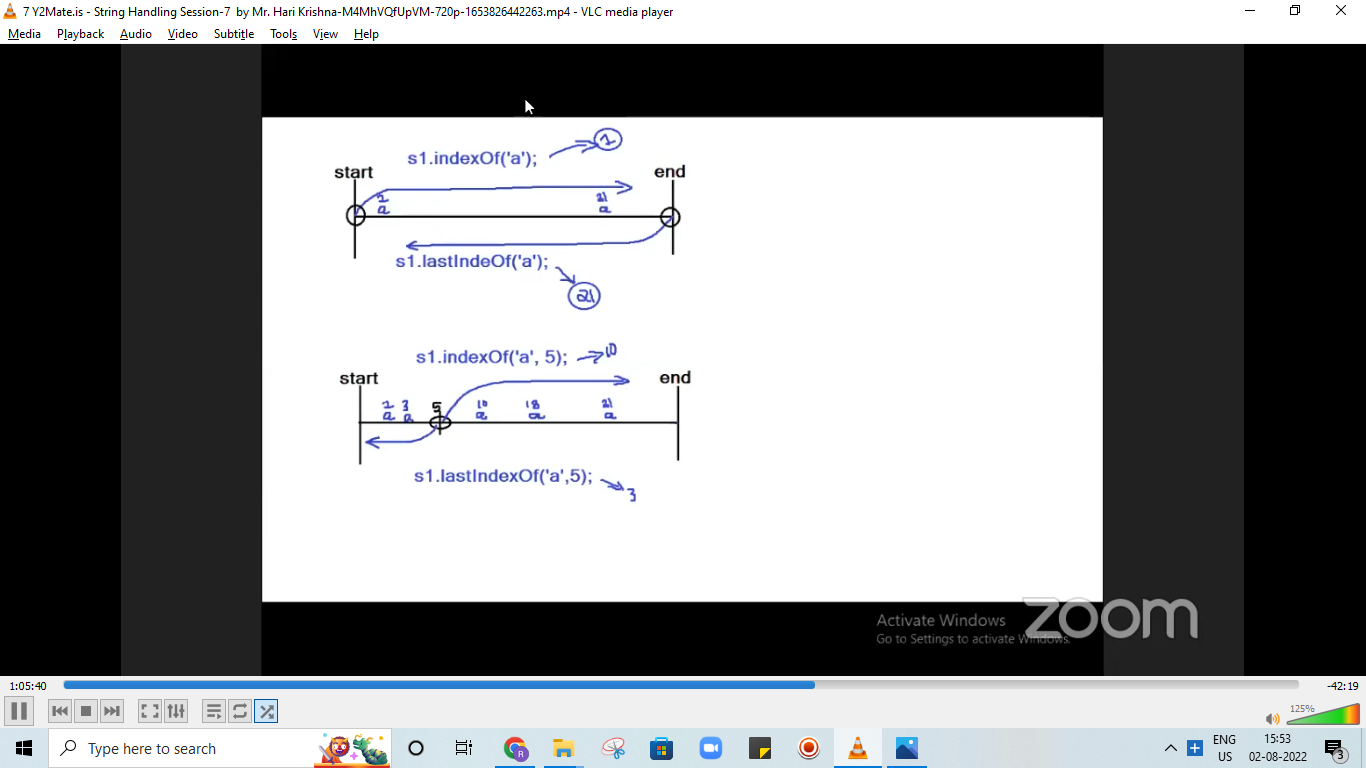 7 Y2Mate.is - String Handling Session-7 by Mr. Hari Krishna-M4MhVQfUpVM-720p-1653826442263.mp4 - VLC media player
Media Playback Audio Video Subtitle Tools View Help
s1.indexOf('a');
start
end
2
21
a
a
s1.lastIndeOf('a');
21
s1.indexOf('a', 5);
10
start
end
2 3 5 10 18 21
a a a a a
s1.lastIndexOf('a',5);
3
Activate Windows
Go to Settings to activate Windows.
zoom
1:05:40
-42:19
125%
Type here to search
R
ENG
US
15:53
02-08-2022
3